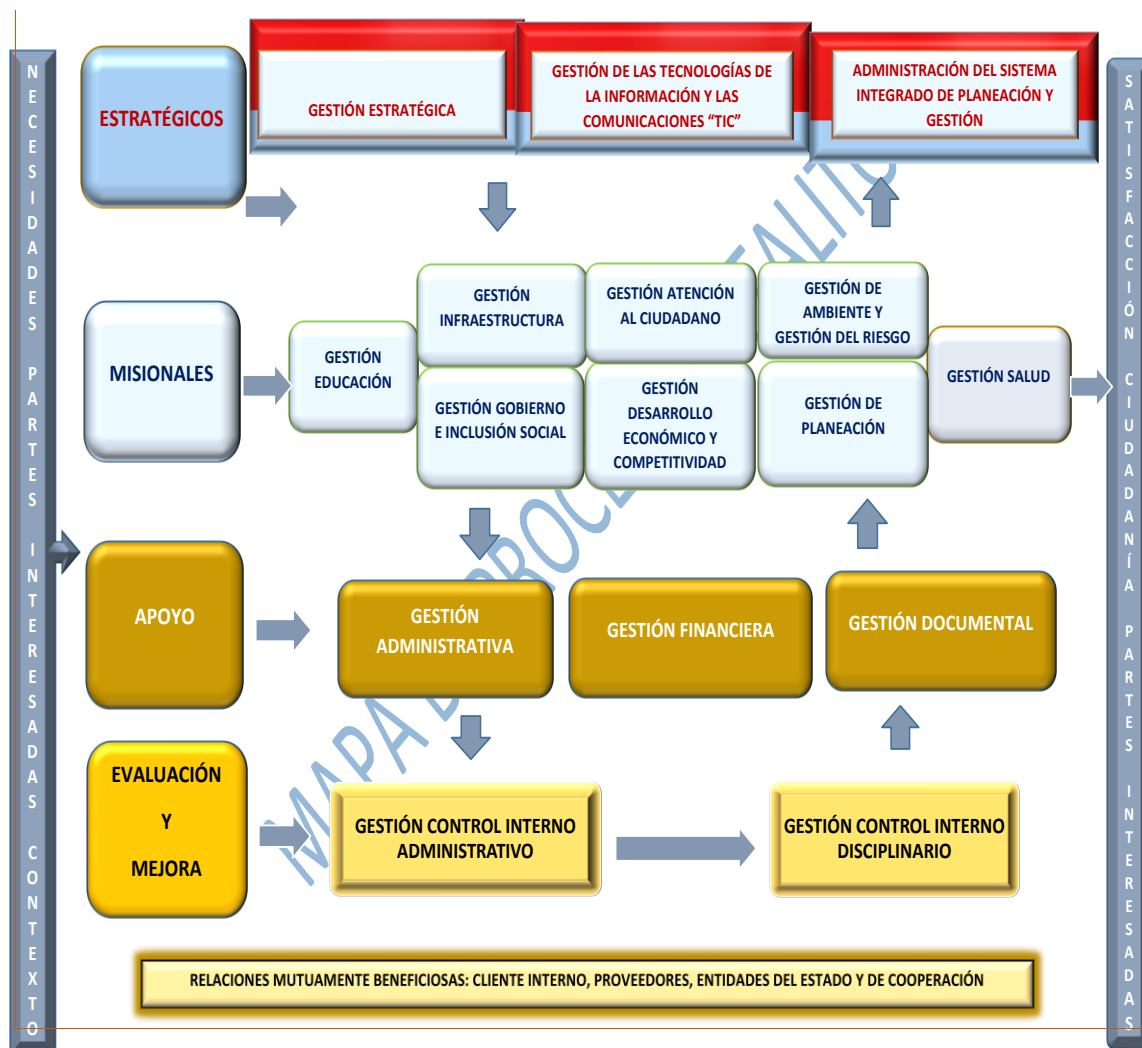 NECESIDADES PARTES INTERESADAS CONTEXTO
ESTRATÉGICOS
GESTIÓN ESTRATÉGICA
GESTIÓN DE LAS TECNOLOGÍAS DE
LA INFORMACIÓN Y LAS
COMUNICACIONES “TIC”
ADMINISTRACIÓN DEL SISTEMA
INTEGRADO DE PLANEACIÓN Y
GESTIÓN
MISIONALES
GESTIÓN
EDUCACIÓN
GESTIÓN
INFRAESTRUCTURA
GESTIÓN ATENCIÓN
AL CIUDADANO
GESTIÓN DE
AMBIENTE Y
GESTIÓN DEL RIESGO
GESTIÓN GOBIERNO
E INCLUSIÓN SOCIAL
GESTIÓN
DESARROLLO
ECONÓMICO Y
COMPETITIVIDAD
GESTIÓN DE
PLANEACIÓN
GESTIÓN SALUD
APOYO
GESTIÓN
ADMINISTRATIVA
GESTIÓN FINANCIERA
GESTIÓN DOCUMENTAL
EVALUACIÓN
Y
MEJORA
GESTIÓN CONTROL INTERNO
ADMINISTRATIVO
GESTIÓN CONTROL INTERNO
DISCIPLINARIO
RELACIONES MUTUAMENTE BENEFICIOSAS: CLIENTE INTERNO, PROVEEDORES, ENTIDADES DEL ESTADO Y DE COOPERACIÓN
SATISFACCIÓN CIUDADANÍA PARTES INTERESADAS
MAPA